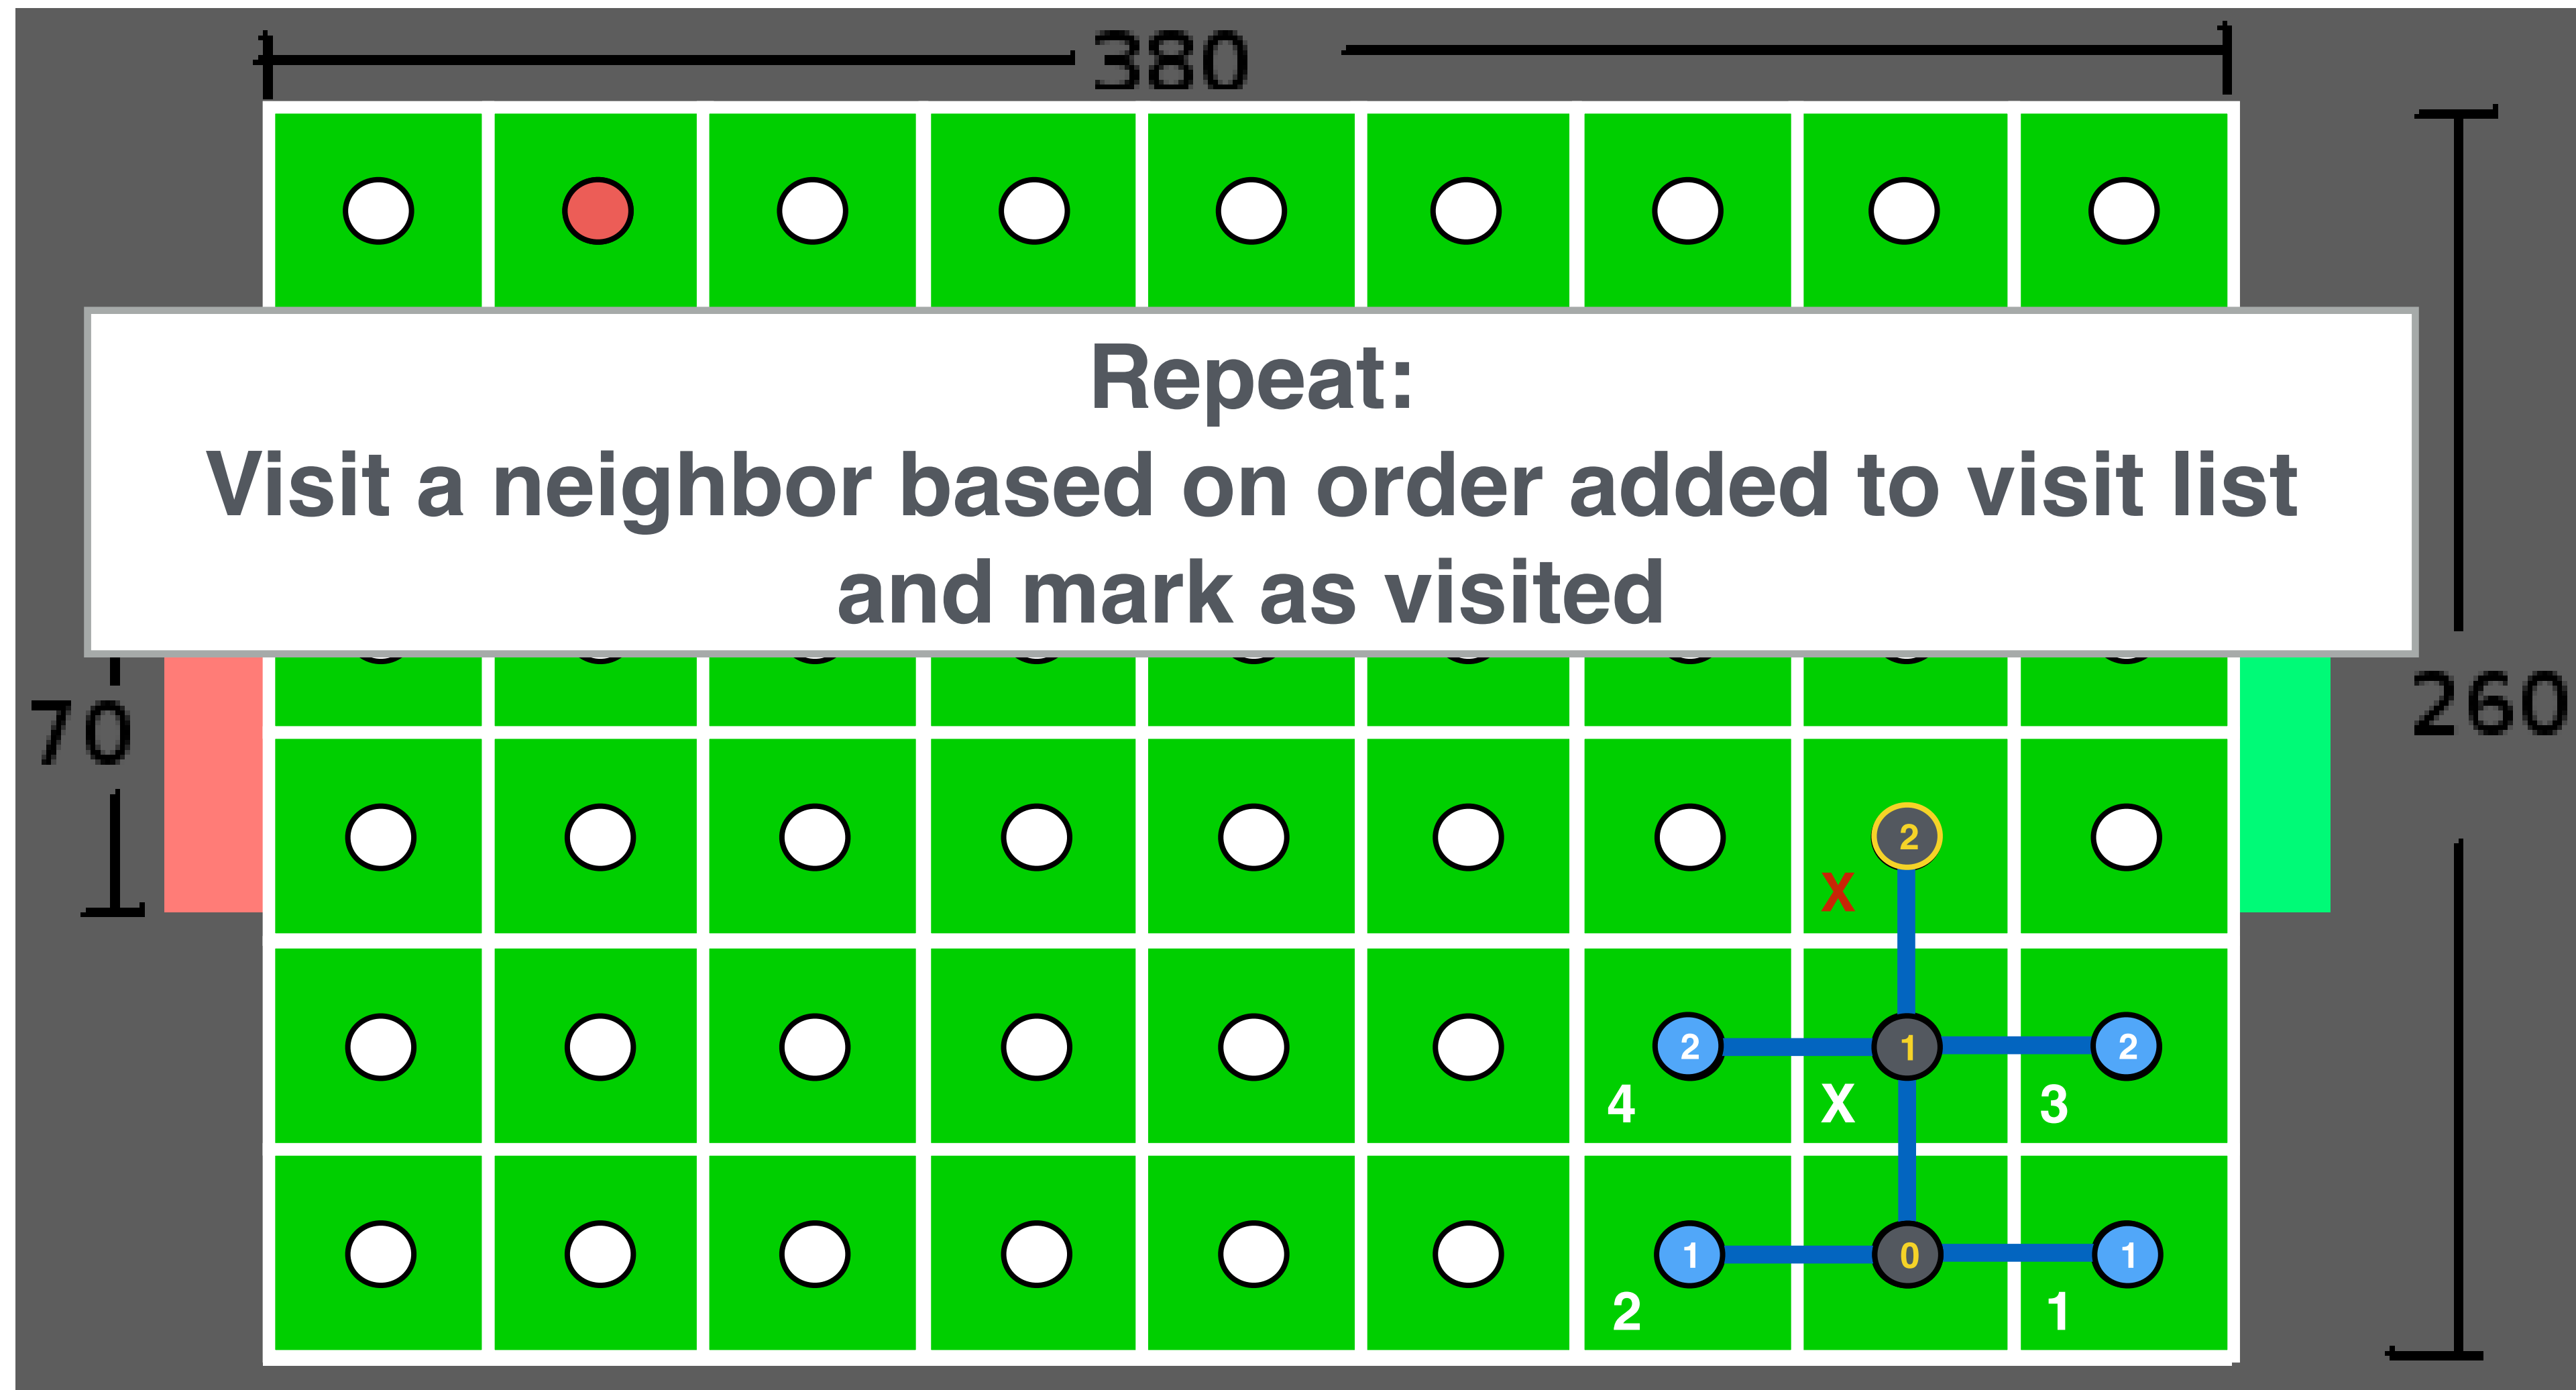 380
Repeat:
Visit a neighbor based on order added to visit list
and mark as visited
70
260
2
X
2 1 2
4 X 3
1 0 1
2 1